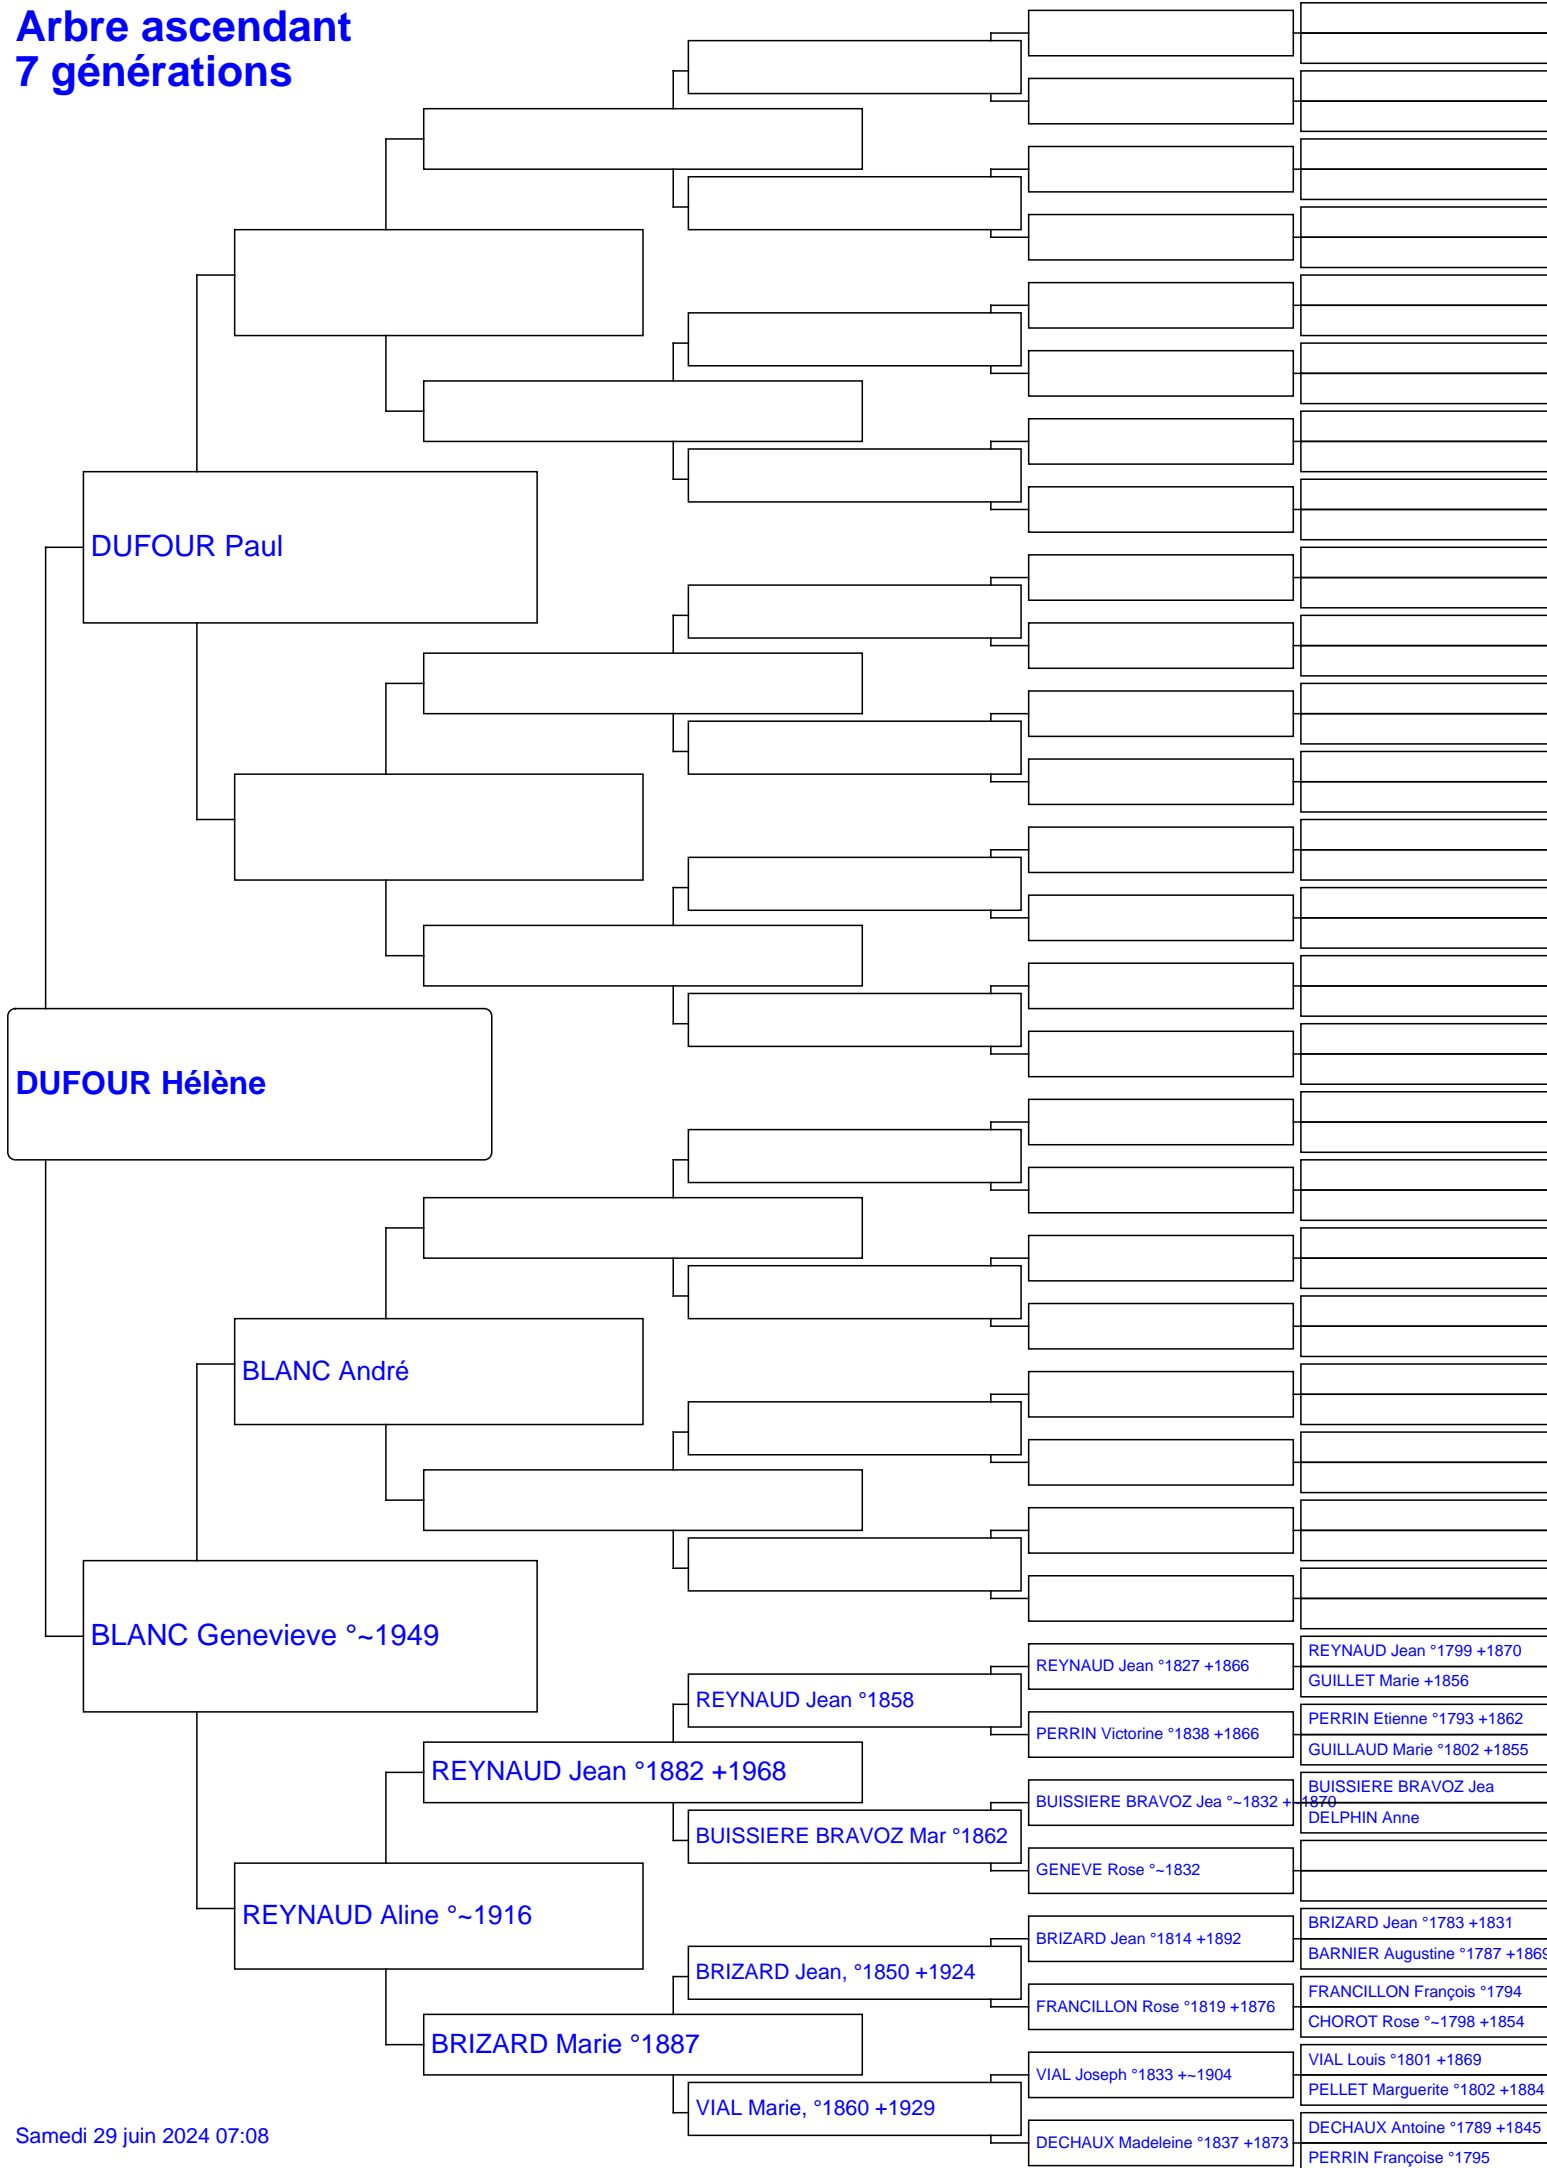 Arbre ascendant
7 générations
DUFOUR Paul
DUFOUR Hélène
BLANC André
BLANC Genevieve °~1949
REYNAUD Jean °1799 +1870
REYNAUD Jean °1827 +1866
GUILLET Marie +1856
REYNAUD Jean °1858
PERRIN Etienne °1793 +1862
PERRIN Victorine °1838 +1866
GUILLAUD Marie °1802 +1855
REYNAUD Jean °1882 +1968
BUISSIERE BRAVOZ Jea
BUISSIERE BRAVOZ Jea °~1832 +~1870
DELPHIN Anne
BUISSIERE BRAVOZ Mar °1862
GENEVE Rose °~1832
REYNAUD Aline °~1916
BRIZARD Jean °1783 +1831
BRIZARD Jean °1814 +1892
BARNIER Augustine °1787 +1869
BRIZARD Jean, °1850 +1924
FRANCILLON François °1794
FRANCILLON Rose °1819 +1876
CHOROT Rose °~1798 +1854
BRIZARD Marie °1887
VIAL Louis °1801 +1869
VIAL Joseph °1833 +~1904
PELLET Marguerite °1802 +1884
VIAL Marie, °1860 +1929
DECHAUX Antoine °1789 +1845
DECHAUX Madeleine °1837 +1873
PERRIN Françoise °1795
Samedi 29 juin 2024 07:08